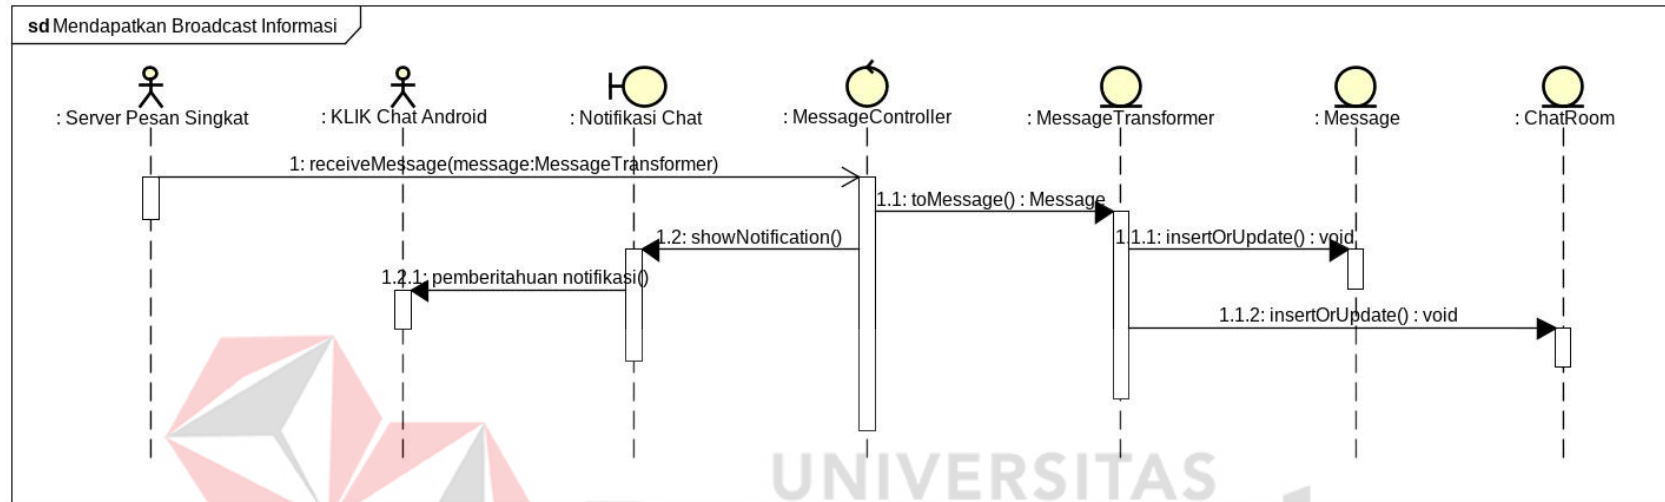 sd Mendapatkan Broadcast Informasi
: Server Pesan Singkat
: KLIK Chat Android
: Notifikasi Chat
: MessageController
: MessageTransformer
: Message
: ChatRoom
1: receiveMessage(message:MessageTransformer)
1.1: toMessage() : Message
1.2: showNotification()
1.1.1: insertOrUpdate() : void
1.2.1: pemberitahuan notifikasi()
1.1.2: insertOrUpdate() : void
UNIVERSITAS